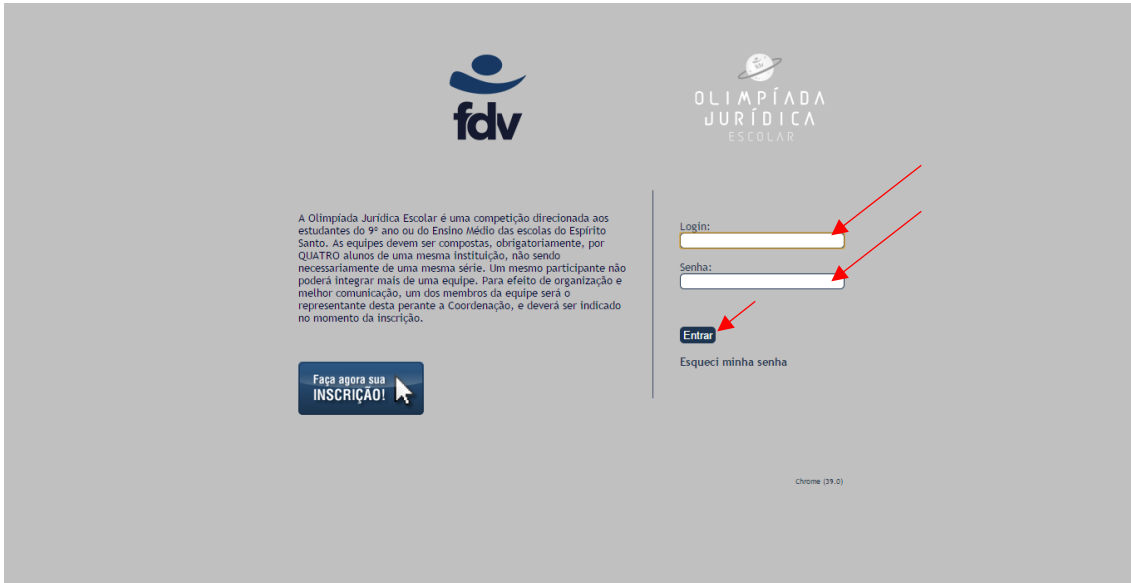 fdv
OLIMPÍADA
JURÍDICA
ESCOLAR
A Olimpíada Jurídica Escolar é uma competição direcionada aos
estudantes do 9º ano ou do Ensino Médio das escolas do Espírito
Santo. As equipes devem ser compostas, obrigatoriamente, por
QUATRO alunos de uma mesma instituição, não sendo
necessariamente de uma mesma série. Um mesmo participante não
poderá integrar mais de uma equipe. Para efeito de organização e
melhor comunicação, um dos membros da equipe será o
representante desta perante a Coordenação, e deverá ser indicado
no momento da inscrição.
Faça agora sua
INSCRIÇÃO!
Login:
Senha:
Entrar
Esqueci minha senha
Chrome (39.0)